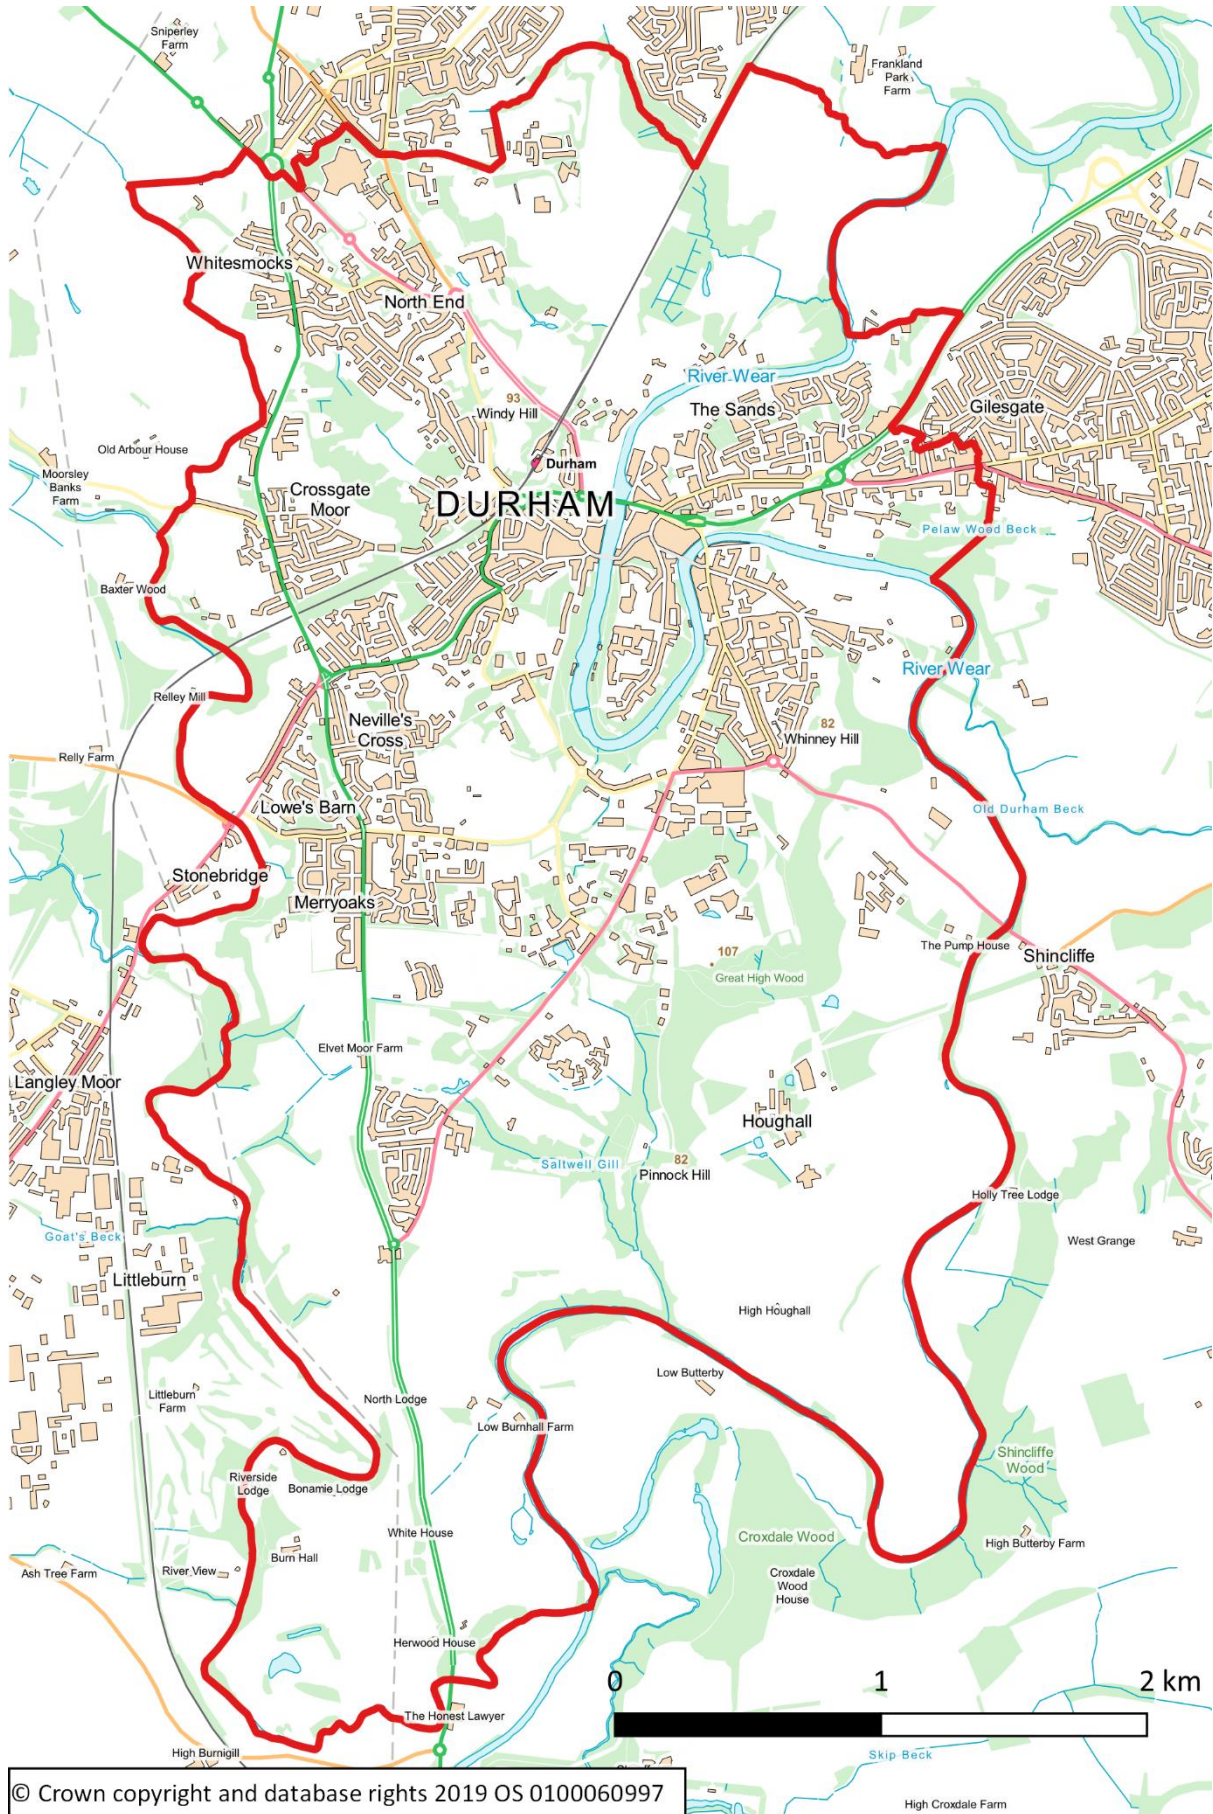 Sniperley
Farm
Frankland
Park
Farm
Whitesmocks
North End
River Wear
93
Windy Hill
The Sands
Gilesgate
Old Arbour House
Durham
Moorsley
Banks
Farm
Crossgate
Moor
DURHAM
Pelaw Wood Beck
Baxter Wood
River Wear
Relley Mill
Neville's
Cross
82
Whinney Hill
Relly Farm
Lowe's Barn
Old Durham Beck
Stonebridge
Merryoaks
The Pump House
107
Shincliffe
Great High Wood
Elvet Moor Farm
Langley Moor
Houghall
Saltwell Gill
82
Pinnock Hill
Holly Tree Lodge
Goat's Beck
West Grange
Littleburn
High Houghall
Low Butterby
Littleburn
Farm
North Lodge
Low Burnhall Farm
Shincliffe
Wood
Riverside
Lodge
Bonamie Lodge
White House
Croxdale Wood
High Butterby Farm
Burn Hall
Ash Tree Farm
River View
Croxdale
Wood
House
Herwood House
0 1 2 km
The Honest Lawyer
High Burnigill
Skip Beck
© Crown copyright and database rights 2019 OS 0100060997
High Croxdale Farm